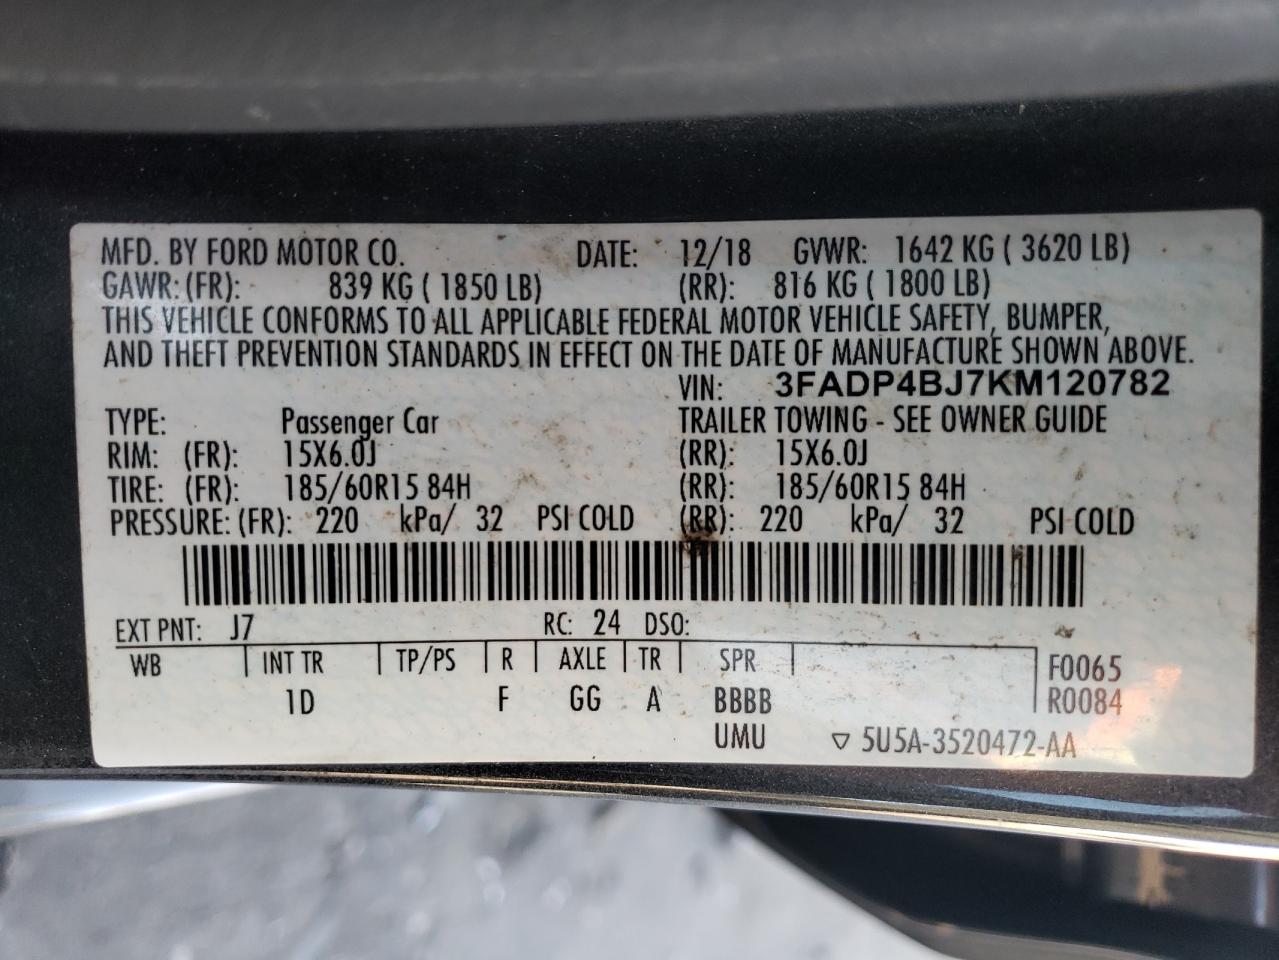 MFD. BY FORD MOTOR CO. DATE: 12/18 GVWR: 1642 KG ( 3620 LB)
GAWR: (FR): 839 KG ( 1850 LB) (RR): 816 KG ( 1800 LB)
THIS VEHICLE CONFORMS TO ALL APPLICABLE FEDERAL MOTOR VEHICLE SAFETY, BUMPER,
AND THEFT PREVENTION STANDARDS IN EFFECT ON THE DATE OF MANUFACTURE SHOWN ABOVE.
VIN: 3FADP4BJ7KM120782
TYPE: Passenger Car TRAILER TOWING - SEE OWNER GUIDE
RIM: (FR): 15X6.0J (RR): 15X6.0J
TIRE: (FR): 185/60R15 84H (RR): 185/60R15 84H
PRESSURE: (FR): 220 kPa/ 32 PSI COLD (RR): 220 kPa/ 32 PSI COLD
EXT PNT: J7 RC: 24 DSO:
WB INT TR TP/PS R AXLE TR SPR F0065
1D F GG A BBBB R0084
UMU ▽ 5U5A-3520472-AA